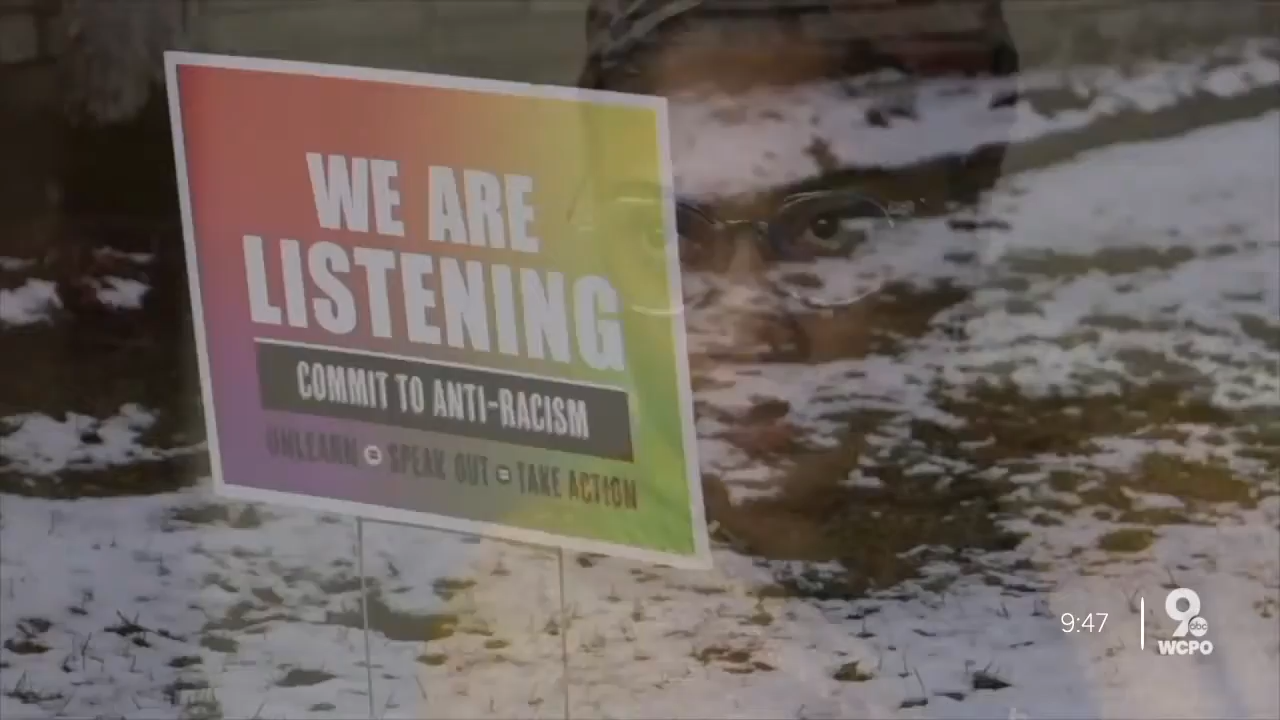 WE ARE
LISTENING
COMMIT TO ANTI-RACISM
UNLEARN = SPEAK OUT = TAKE ACTION
9:47
9
abc
WCPO